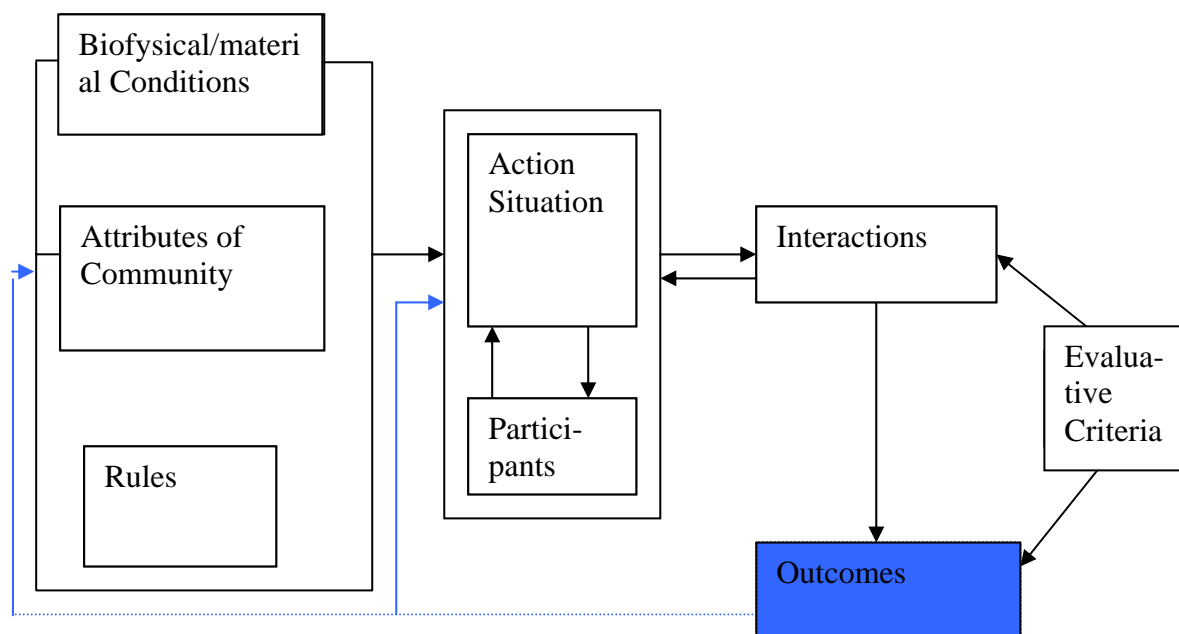 Biofysical/materi
al Conditions
Attributes of
Community
Rules
Action
Situation
Partici-
pants
Interactions
Evalua-
tive
Criteria
Outcomes